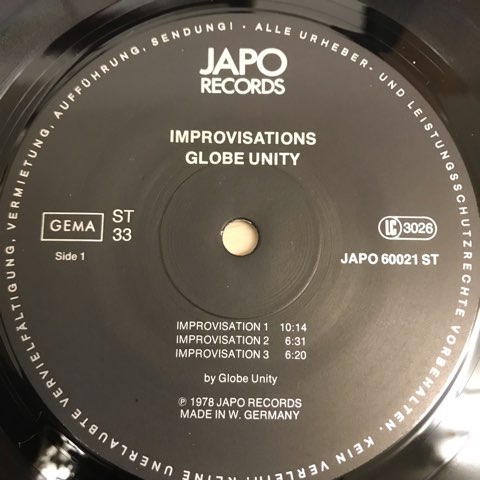 JAPO
RECORDS
IMPROVISATIONS
GLOBE UNITY
GEMA
ST
33
Side 1
LC 3026
JAPO 60021 ST
IMPROVISATION 1 10:14
IMPROVISATION 2 6:31
IMPROVISATION 3 6:20
by Globe Unity
Ⓟ 1978 JAPO RECORDS
MADE IN W. GERMANY
ALLE URHEBER- UND LEISTUNGSSCHUTZRECHTE VORBEHALTEN · KEIN VERLEIH! KEINE UNERLAUBTE VERVIELFÄLTIGUNG, VERMIETUNG, AUFFÜHRUNG, SENDUNG! ·